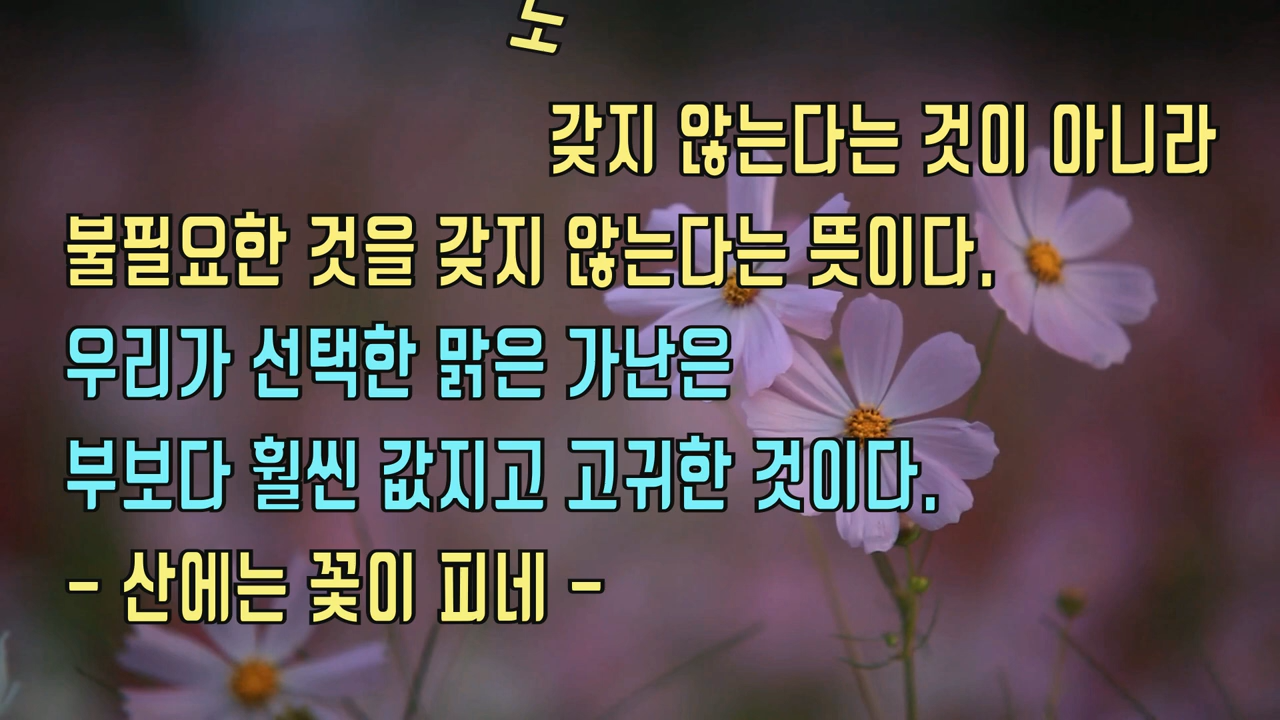 도
갖지 않는다는 것이 아니라
불필요한 것을 갖지 않는다는 뜻이다.
우리가 선택한 맑은 가난은
부보다 훨씬 값지고 고귀한 것이다.
- 산에는 꽃이 피네 -